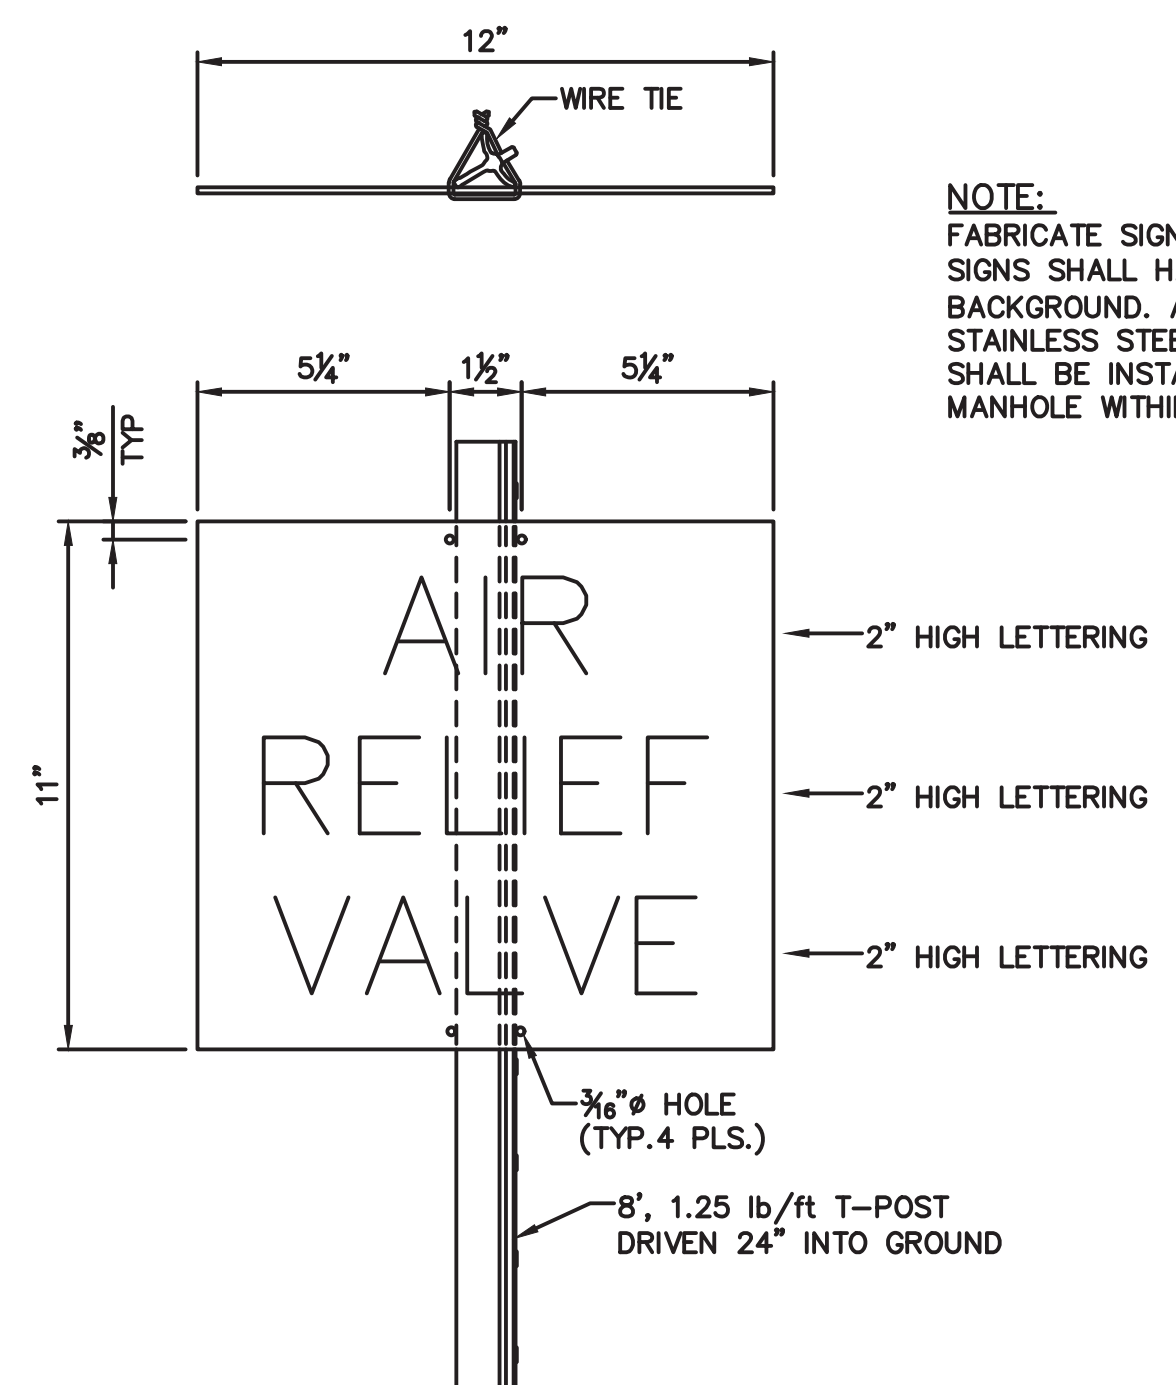 12"
WIRE TIE
NOTE:
FABRICATE SIGN
SIGNS SHALL H
BACKGROUND.
STAINLESS STEE
SHALL BE INSTA
MANHOLE WITHI
5¼" 1½" 5¼"
⅜"
TYP
11"
AIR
2" HIGH LETTERING
RELIEF
2" HIGH LETTERING
VALVE
2" HIGH LETTERING
3/16"ø HOLE
(TYP.4 PLS.)
8', 1.25 lb/ft T-POST
DRIVEN 24" INTO GROUND